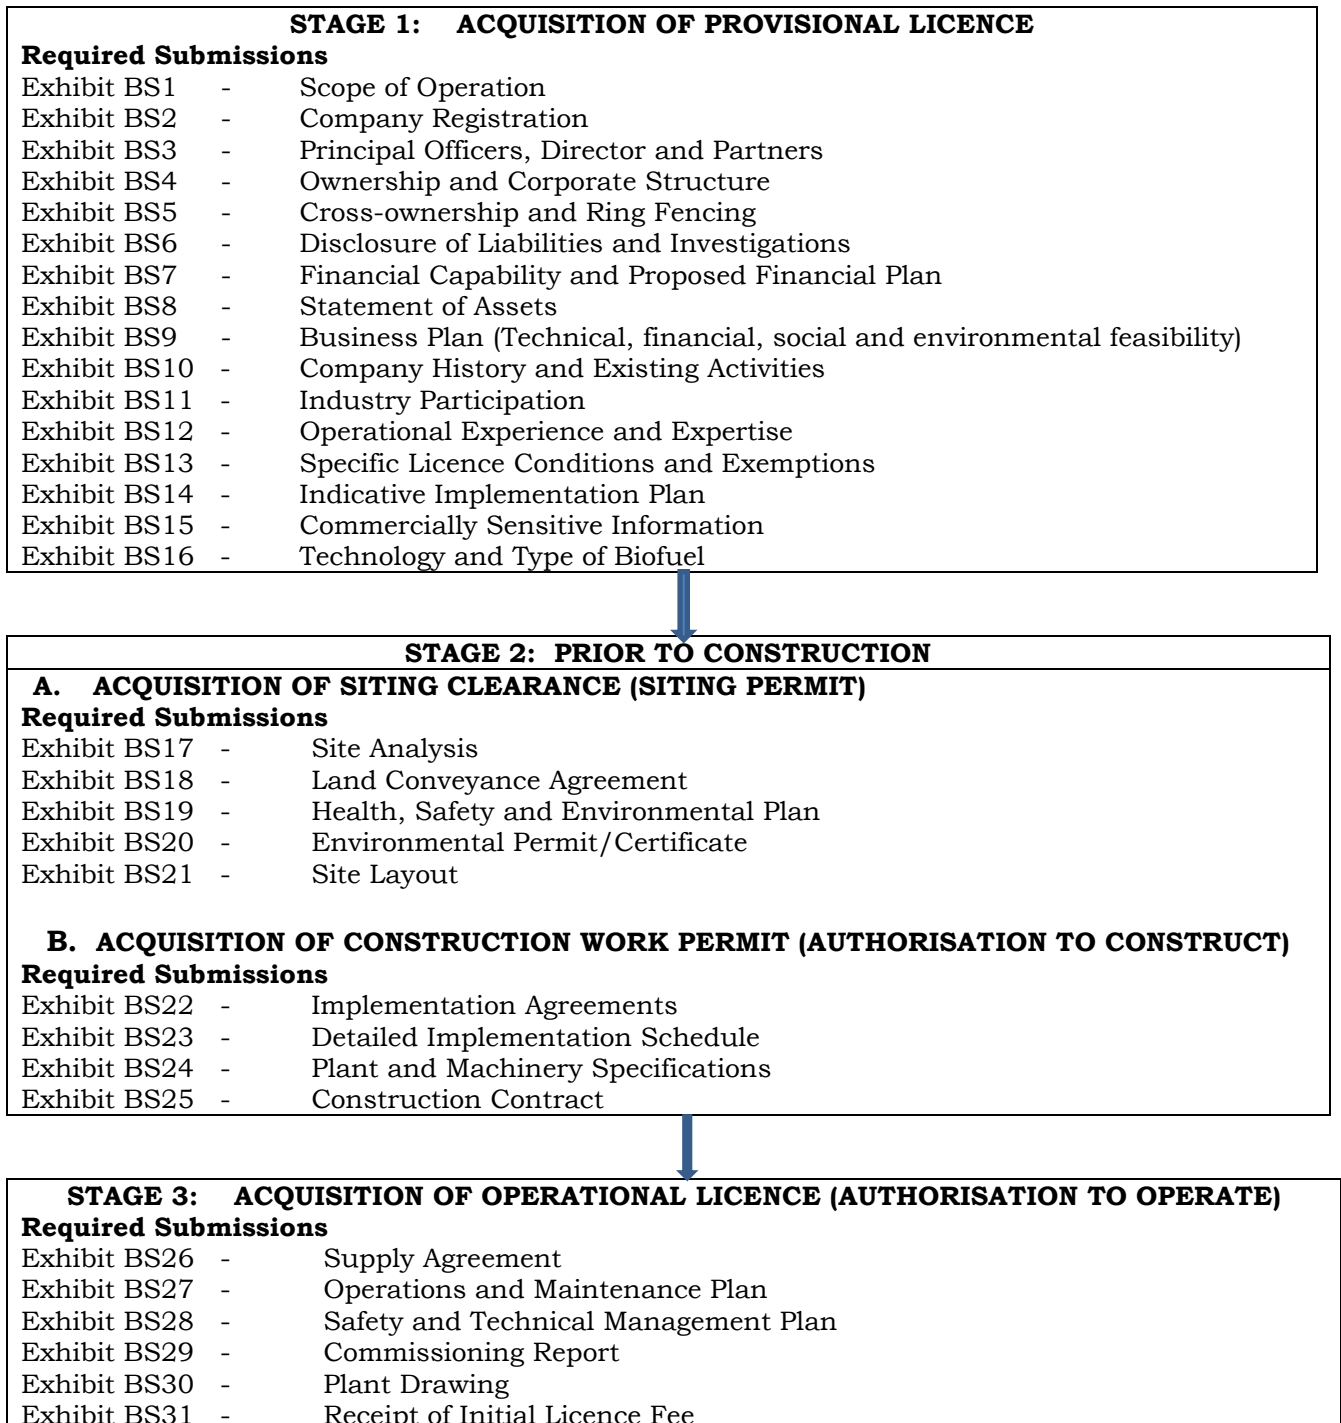 STAGE 1: ACQUISITION OF PROVISIONAL LICENCE
Required Submissions
Exhibit BS1 - Scope of Operation
Exhibit BS2 - Company Registration
Exhibit BS3 - Principal Officers, Director and Partners
Exhibit BS4 - Ownership and Corporate Structure
Exhibit BS5 - Cross-ownership and Ring Fencing
Exhibit BS6 - Disclosure of Liabilities and Investigations
Exhibit BS7 - Financial Capability and Proposed Financial Plan
Exhibit BS8 - Statement of Assets
Exhibit BS9 - Business Plan (Technical, financial, social and environmental feasibility)
Exhibit BS10 - Company History and Existing Activities
Exhibit BS11 - Industry Participation
Exhibit BS12 - Operational Experience and Expertise
Exhibit BS13 - Specific Licence Conditions and Exemptions
Exhibit BS14 - Indicative Implementation Plan
Exhibit BS15 - Commercially Sensitive Information
Exhibit BS16 - Technology and Type of Biofuel
STAGE 2: PRIOR TO CONSTRUCTION
A. ACQUISITION OF SITING CLEARANCE (SITING PERMIT)
Required Submissions
Exhibit BS17 - Site Analysis
Exhibit BS18 - Land Conveyance Agreement
Exhibit BS19 - Health, Safety and Environmental Plan
Exhibit BS20 - Environmental Permit/Certificate
Exhibit BS21 - Site Layout
B. ACQUISITION OF CONSTRUCTION WORK PERMIT (AUTHORISATION TO CONSTRUCT)
Required Submissions
Exhibit BS22 - Implementation Agreements
Exhibit BS23 - Detailed Implementation Schedule
Exhibit BS24 - Plant and Machinery Specifications
Exhibit BS25 - Construction Contract
STAGE 3: ACQUISITION OF OPERATIONAL LICENCE (AUTHORISATION TO OPERATE)
Required Submissions
Exhibit BS26 - Supply Agreement
Exhibit BS27 - Operations and Maintenance Plan
Exhibit BS28 - Safety and Technical Management Plan
Exhibit BS29 - Commissioning Report
Exhibit BS30 - Plant Drawing
Exhibit BS31 - Receipt of Initial Licence Fee